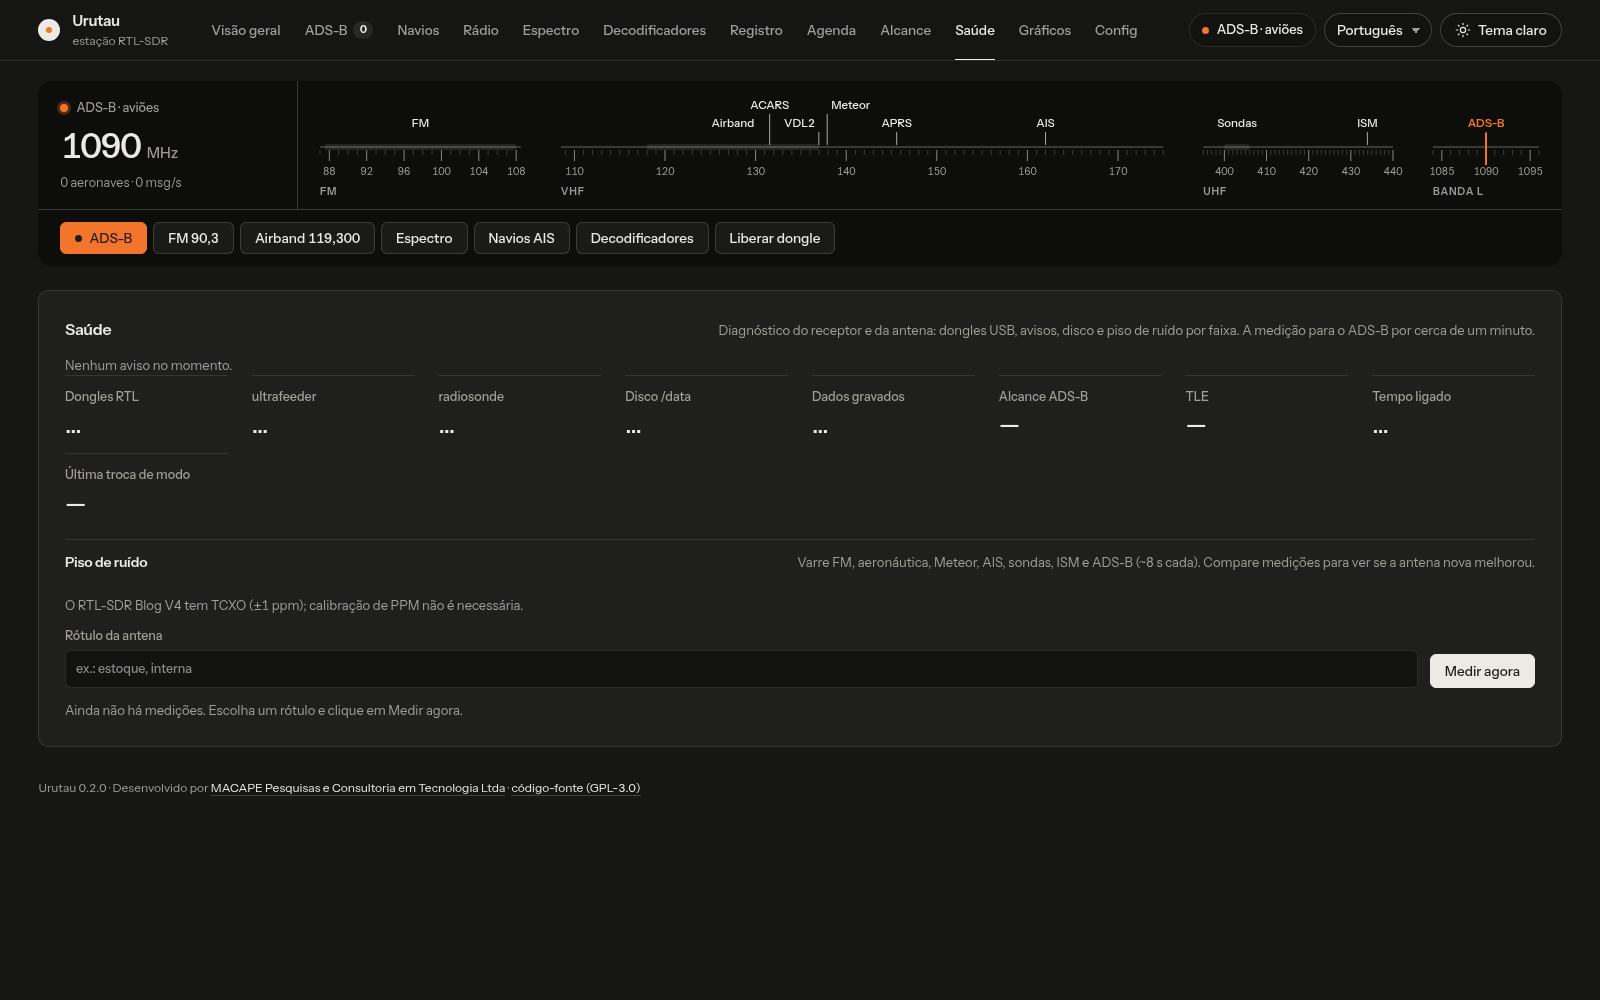 Urutau
estação RTL-SDR
Visão geral ADS-B 0 Navios Rádio Espectro Decodificadores Registro Agenda Alcance Saúde Gráficos Config
ADS-B · aviões Português Tema claro
ADS-B · aviões
1090 MHz
0 aeronaves · 0 msg/s
FM
88 92 96 100 104 108
FM
ACARS Meteor
Airband VDL2 APRS AIS
110 120 130 140 150 160 170
VHF
Sondas ISM
400 410 420 430 440
UHF
ADS-B
1085 1090 1095
BANDA L
ADS-B FM 90,3 Airband 119,300 Espectro Navios AIS Decodificadores Liberar dongle
Saúde
Diagnóstico do receptor e da antena: dongles USB, avisos, disco e piso de ruído por faixa. A medição para o ADS-B por cerca de um minuto.
Nenhum aviso no momento.
Dongles RTL ultrafeeder radiosonde Disco /data Dados gravados Alcance ADS-B TLE Tempo ligado
... ... ... ... ... — — ...
Última troca de modo
—
Piso de ruído
Varre FM, aeronáutica, Meteor, AIS, sondas, ISM e ADS-B (~8 s cada). Compare medições para ver se a antena nova melhorou.
O RTL-SDR Blog V4 tem TCXO (±1 ppm); calibração de PPM não é necessária.
Rótulo da antena
ex.: estoque, interna
Medir agora
Ainda não há medições. Escolha um rótulo e clique em Medir agora.
Urutau 0.2.0 · Desenvolvido por MACAPE Pesquisas e Consultoria em Tecnologia Ltda · código-fonte (GPL-3.0)